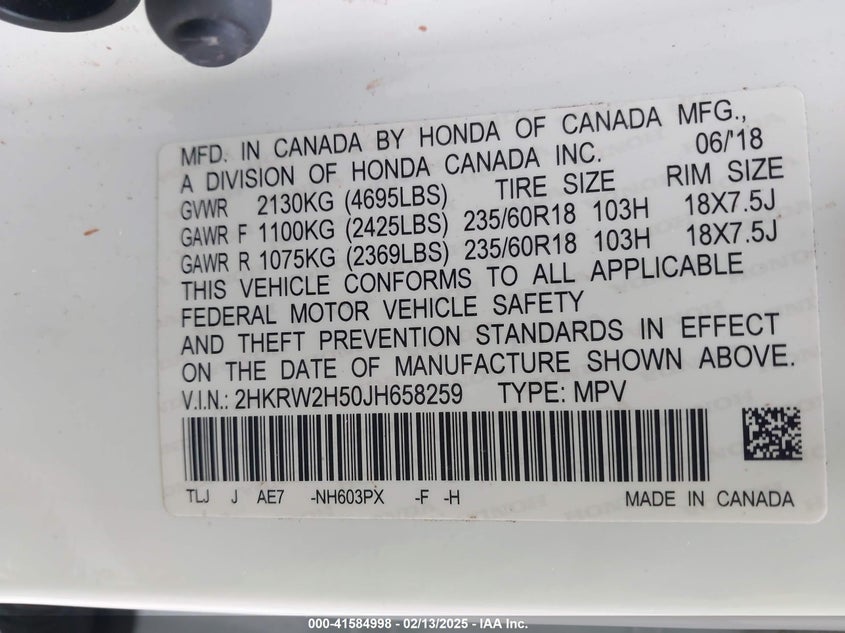 MFD. IN CANADA BY HONDA OF CANADA MFG.,
A DIVISION OF HONDA CANADA INC. 06/'18
GVWR 2130KG (4695LBS) TIRE SIZE RIM SIZE
GAWR F 1100KG (2425LBS) 235/60R18 103H 18X7.5J
GAWR R 1075KG (2369LBS) 235/60R18 103H 18X7.5J
THIS VEHICLE CONFORMS TO ALL APPLICABLE
FEDERAL MOTOR VEHICLE SAFETY
AND THEFT PREVENTION STANDARDS IN EFFECT
ON THE DATE OF MANUFACTURE SHOWN ABOVE.
V.I.N.: 2HKRW2H50JH658259 TYPE: MPV
TLJ J AE7 -NH603PX -F -H MADE IN CANADA
000-41584998 - 02/13/2025 - IAA Inc.